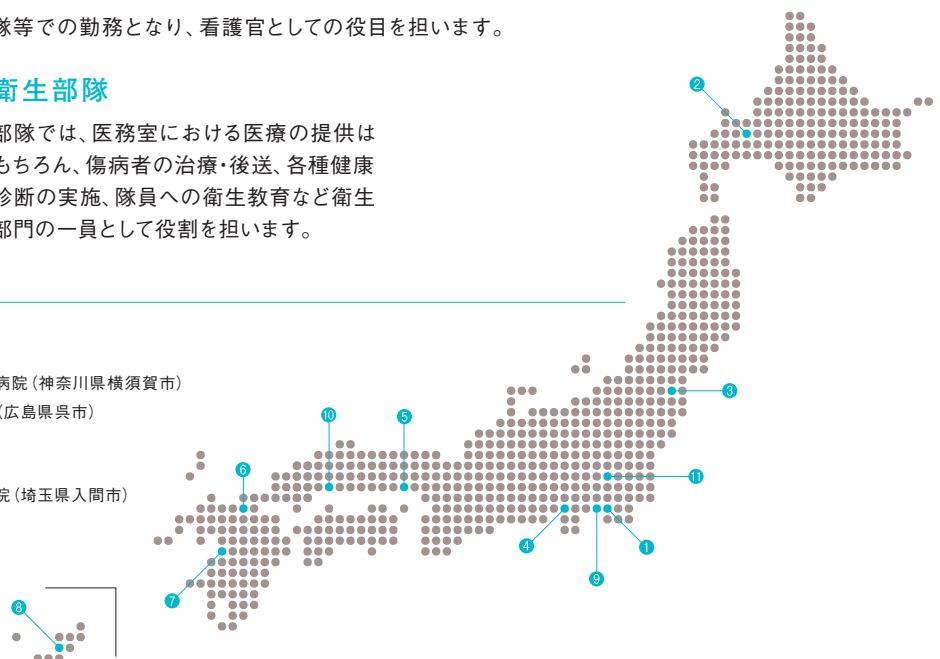 隊等での勤務となり、看護官としての役目を担います。
衛生部隊
部隊では、医務室における医療の提供は
もちろん、傷病者の治療・後送、各種健康
診断の実施、隊員への衛生教育など衛生
部門の一員として役割を担います。
病院(神奈川県横須賀市)
(広島県呉市)
院(埼玉県入間市)
2
3
10
5
6
11
4
1
9
7
8